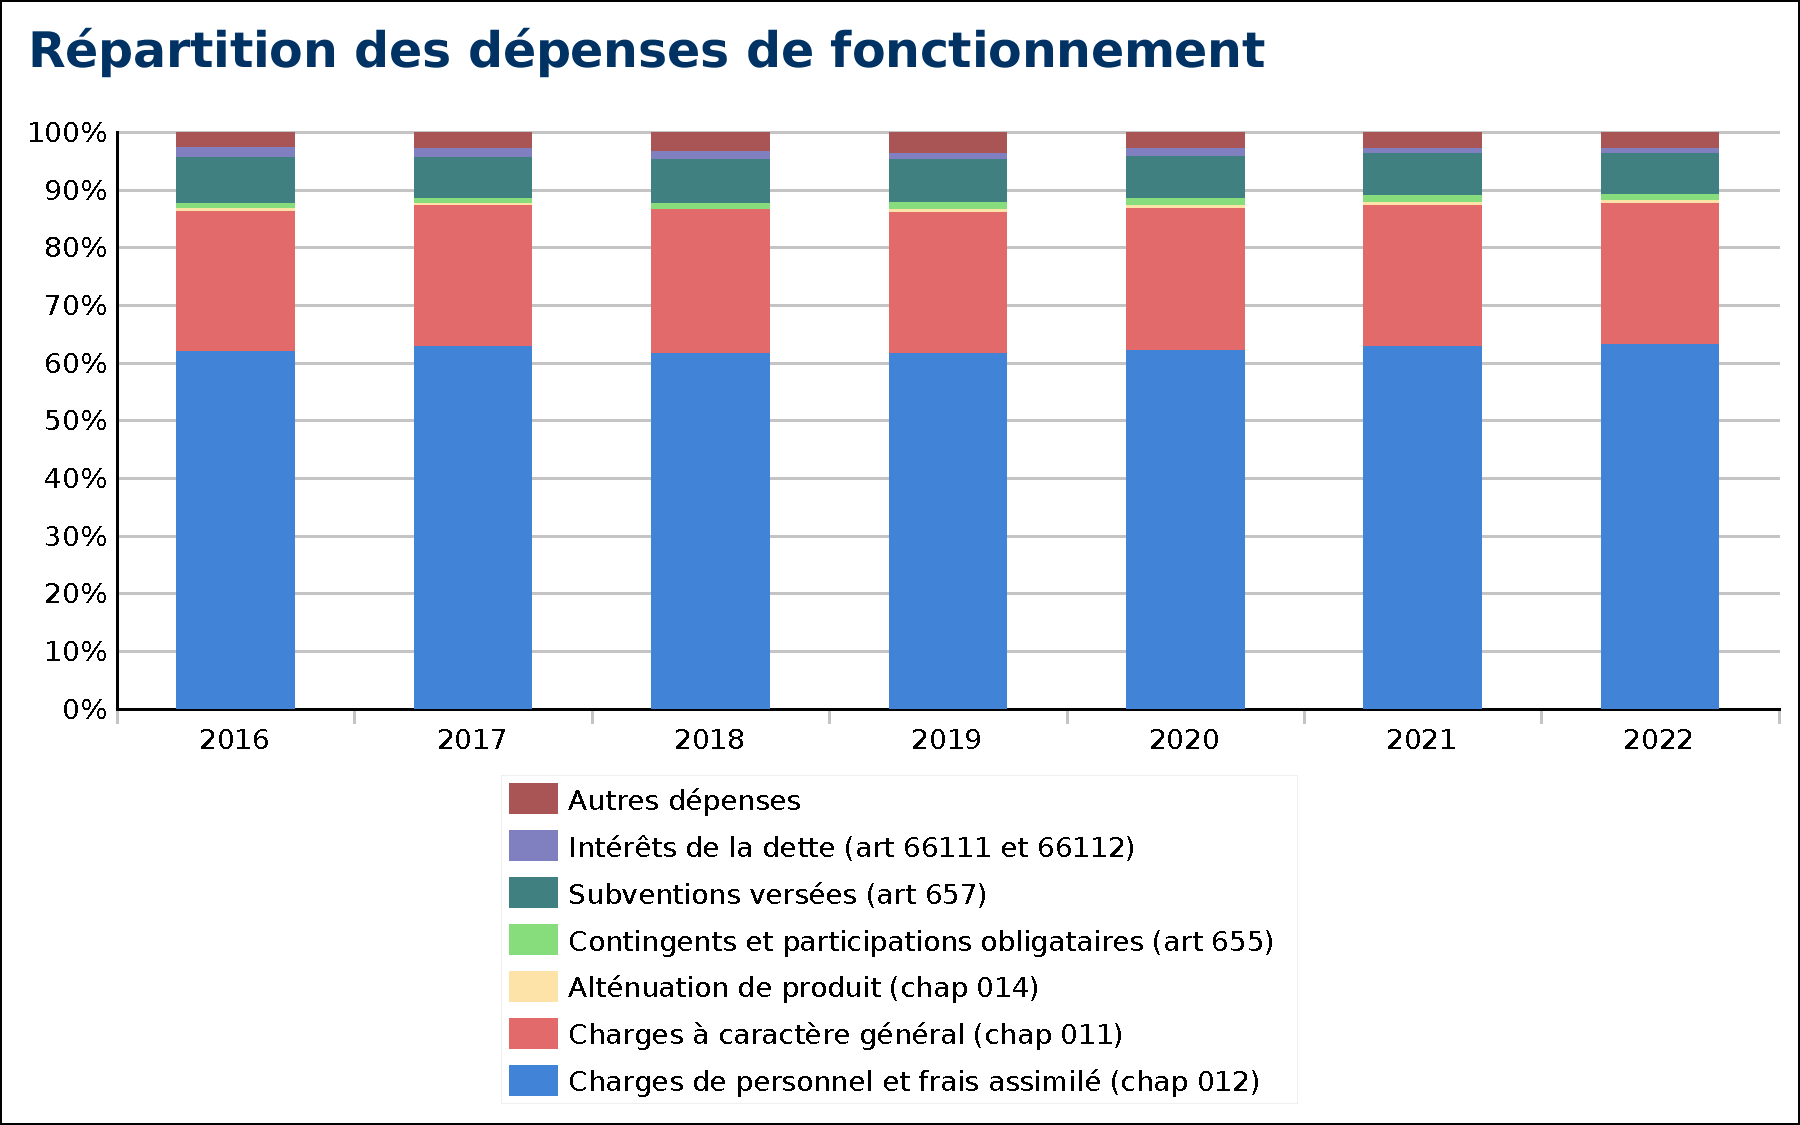 Répartition des dépenses de fonctionnement
100%
90%
80%
70%
60%
50%
40%
30%
20%
10%
0%
2016 2017 2018 2019 2020 2021 2022
Autres dépenses
Intérêts de la dette (art 66111 et 66112)
Subventions versées (art 657)
Contingents et participations obligataires (art 655)
Alténuation de produit (chap 014)
Charges à caractère général (chap 011)
Charges de personnel et frais assimilé (chap 012)